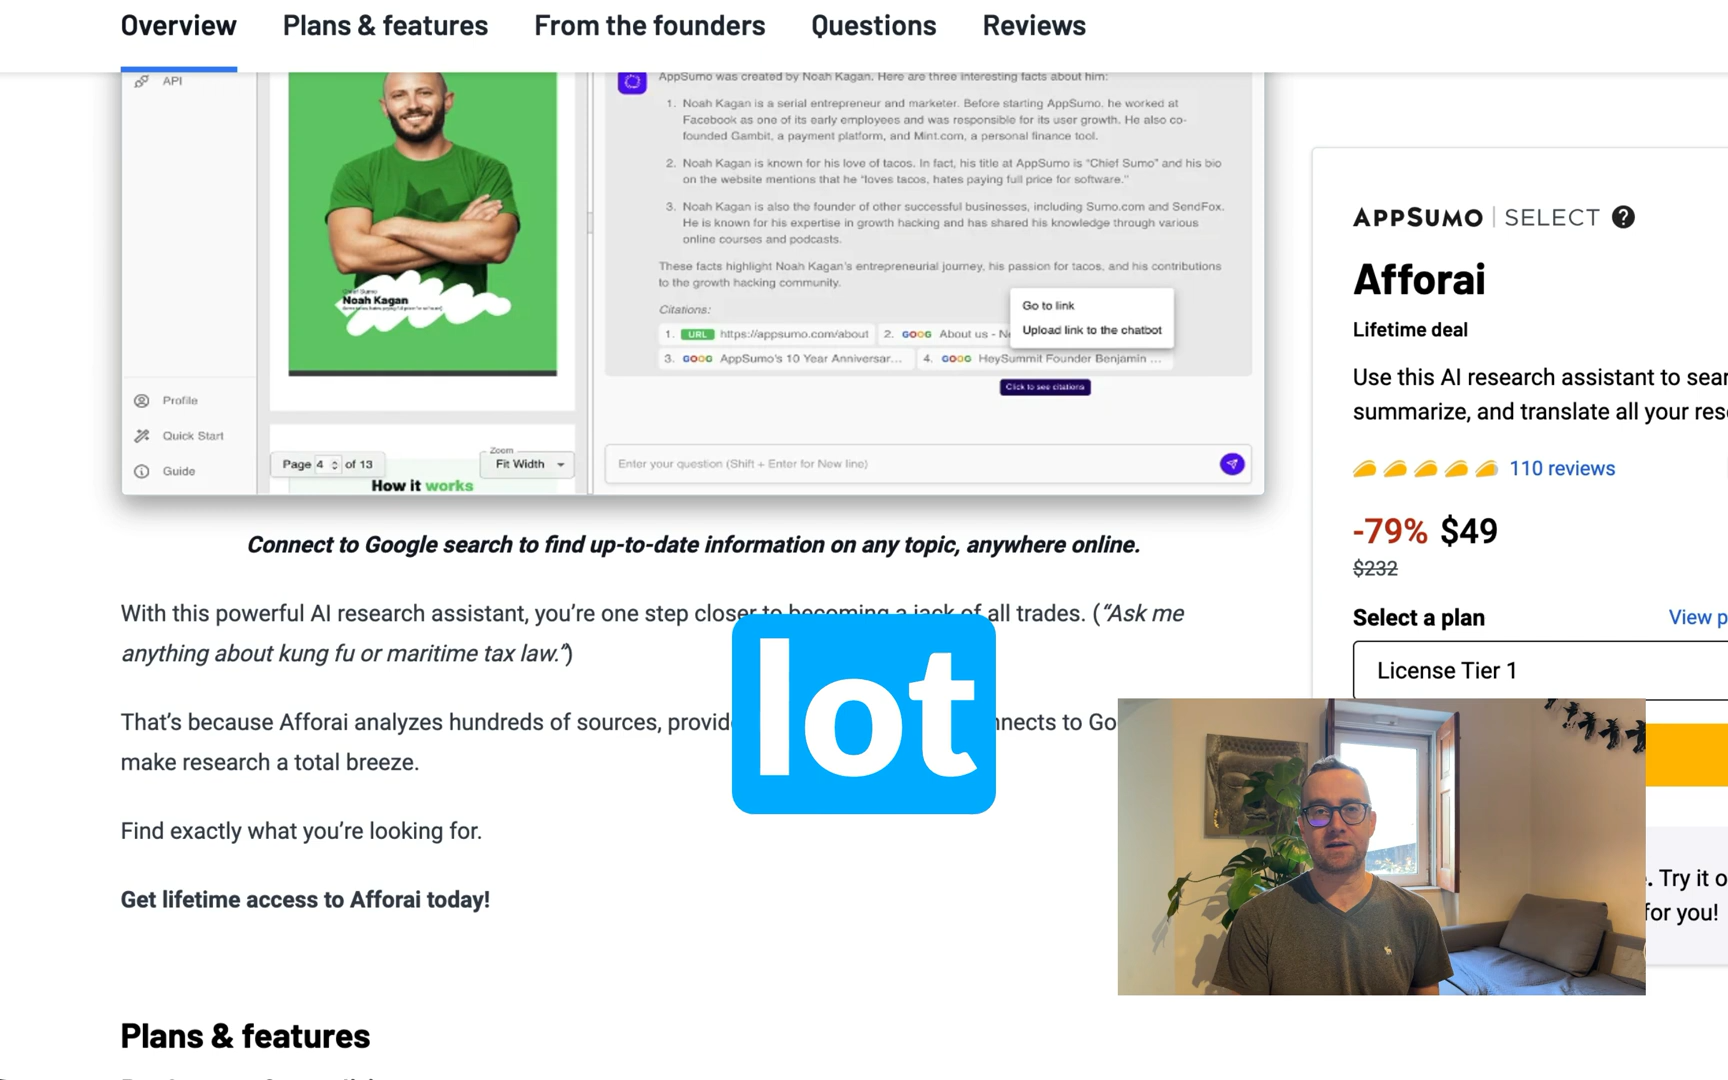 Overview
Plans & features
From the founders
Questions
Reviews
API
Profile
Quick Start
Guide
Chief Sumo
Noah Kagan
Page 4 of 13
Zoom
Fit Width
How it works
AppSumo was created by Noah Kagan. Here are three interesting facts about him:
1. Noah Kagan is a serial entrepreneur and marketer. Before starting AppSumo, he worked at
Facebook as one of its early employees and was responsible for its user growth. He also co-
founded Gambit, a payment platform, and Mint.com, a personal finance tool.
2. Noah Kagan is known for his love of tacos. In fact, his title at AppSumo is "Chief Sumo" and his bio
on the website mentions that he "loves tacos, hates paying full price for software."
3. Noah Kagan is also the founder of other successful businesses, including Sumo.com and SendFox.
He is known for his expertise in growth hacking and has shared his knowledge through various
online courses and podcasts.
These facts highlight Noah Kagan's entrepreneurial journey, his passion for tacos, and his contributions
to the growth hacking community.
Citations:
1. URL https://appsumo.com/about 2. GOOG About us - Ne
3. GOOG AppSumo's 10 Year Anniversar... 4. GOOG HeySummit Founder Benjamin ...
Go to link
Upload link to the chatbot
Click to see citations
Enter your question (Shift + Enter for New line)
Connect to Google search to find up-to-date information on any topic, anywhere online.
With this powerful AI research assistant, you're one step closer to becoming a jack of all trades. ("Ask me
anything about kung fu or maritime tax law.")
That's because Afforai analyzes hundreds of sources, provid nnects to Go
make research a total breeze.
Find exactly what you're looking for.
Get lifetime access to Afforai today!
Plans & features
lot
APPSUMO | SELECT ?
Afforai
Lifetime deal
Use this AI research assistant to sear
summarize, and translate all your res
110 reviews
-79% $49
$232
Select a plan
View p
License Tier 1
. Try it o
for you!